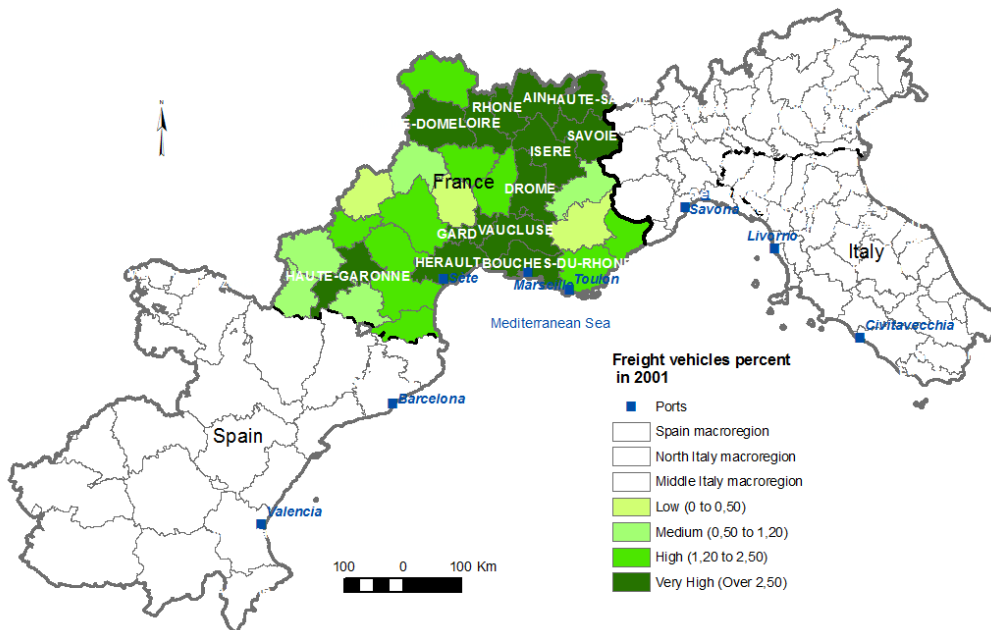 N
RHONE
AIN
HAUTE-SA
E-DOME
LOIRE
SAVOIE
ISERE
France
DROME
GARD
VAUCLUSE
HAUTE-GARONNE
HERAULT
BOUCHES-DU-RHONE
Sete
Marseille
Toulon
Savona
Livorno
Italy
Civitavecchia
Mediterranean Sea
Barcelona
Spain
Valencia
Freight vehicles percent
in 2001
Ports
Spain macroregion
North Italy macroregion
Middle Italy macroregion
Low (0 to 0,50)
Medium (0,50 to 1,20)
High (1,20 to 2,50)
Very High (Over 2,50)
100 0 100 Km